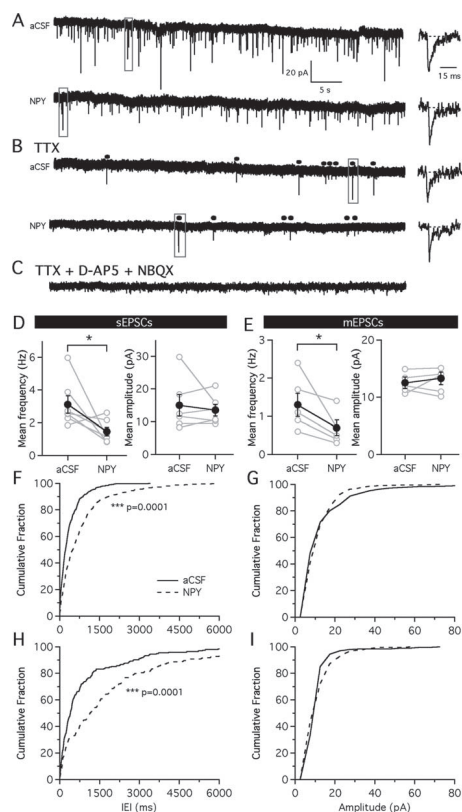 A
aCSF
20 pA
5 s
15 ms
NPY
B TTX
aCSF
NPY
C TTX + D-AP5 + NBQX
D sEPSCs
E mEPSCs
Mean frequency (Hz)
6
4
2
0
aCSF NPY
*
Mean amplitude (pA)
40
30
20
10
0
aCSF NPY
Mean frequency (Hz)
3
2
1
0
aCSF NPY
*
Mean amplitude (pA)
20
15
10
5
0
aCSF NPY
F
Cumulative Fraction
100
80
60
40
20
0
*** p=0.0001
aCSF
NPY
0 1500 3000 4500 6000
G
Cumulative Fraction
100
80
60
40
20
0
0 20 40 60 80
H
Cumulative Fraction
100
80
60
40
20
0
*** p=0.0001
0 1500 3000 4500 6000
IEI (ms)
I
Cumulative Fraction
100
80
60
40
20
0
0 20 40 60 80
Amplitude (pA)